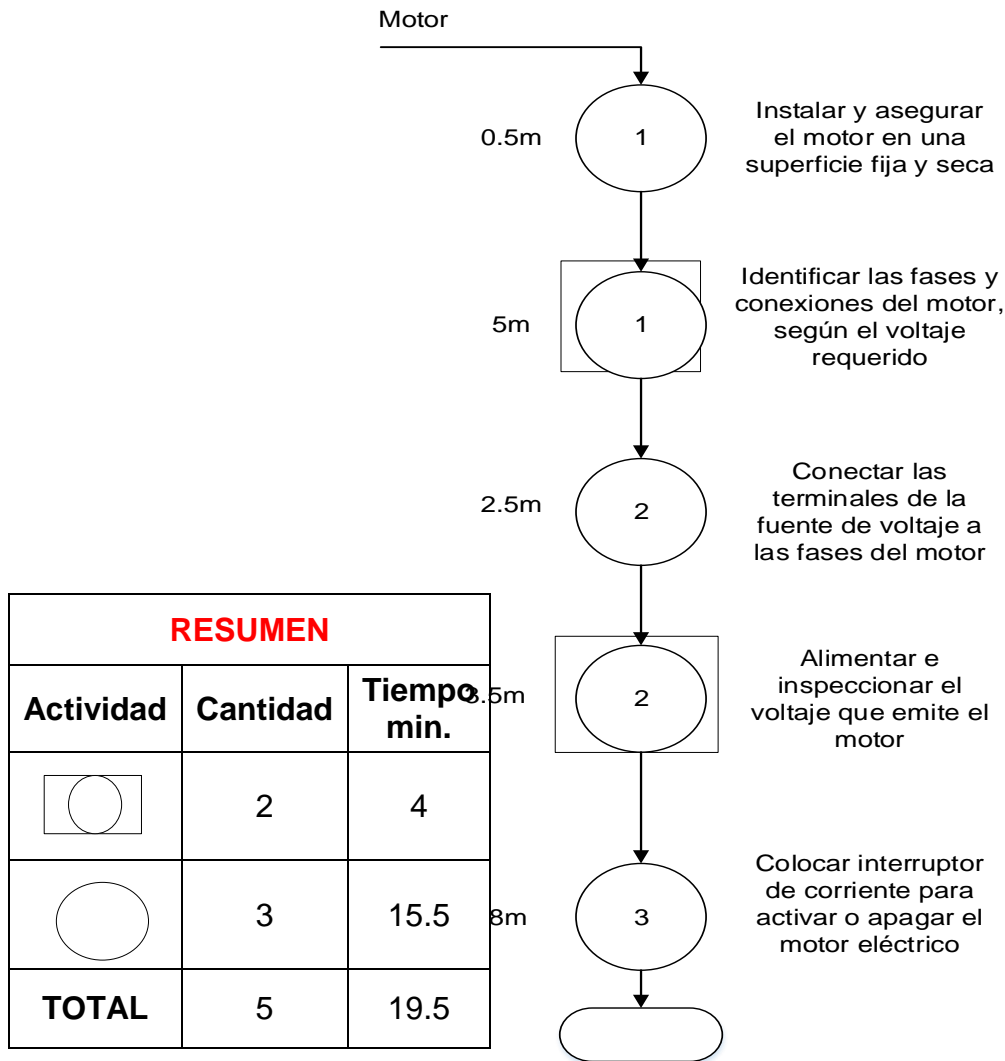 Motor
0.5m
1
Instalar y asegurar
el motor en una
superficie fija y seca
5m
1
Identificar las fases y
conexiones del motor,
según el voltaje
requerido
2.5m
2
Conectar las
terminales de la
fuente de voltaje a
las fases del motor
3.5m
2
Alimentar e
inspeccionar el
voltaje que emite el
motor
8m
3
Colocar interruptor
de corriente para
activar o apagar el
motor eléctrico
RESUMEN
Actividad Cantidad Tiempo
min.
2 4
3 15.5
TOTAL 5 19.5